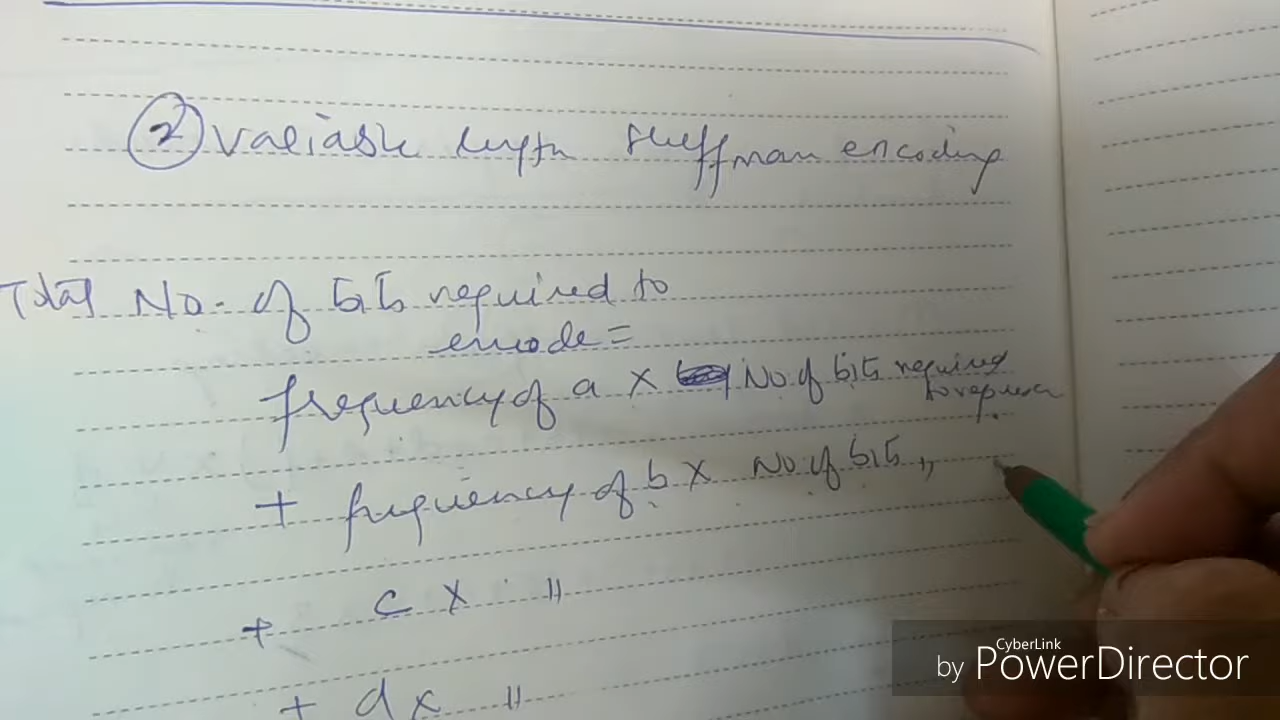 ② Variable length Huffman encoding
Total No. of bits required to
encode =
frequency of a × No. of bits required
to represent
+ frequency of b × No of bits ,,
+ c × "
+ d × "
CyberLink
by PowerDirector